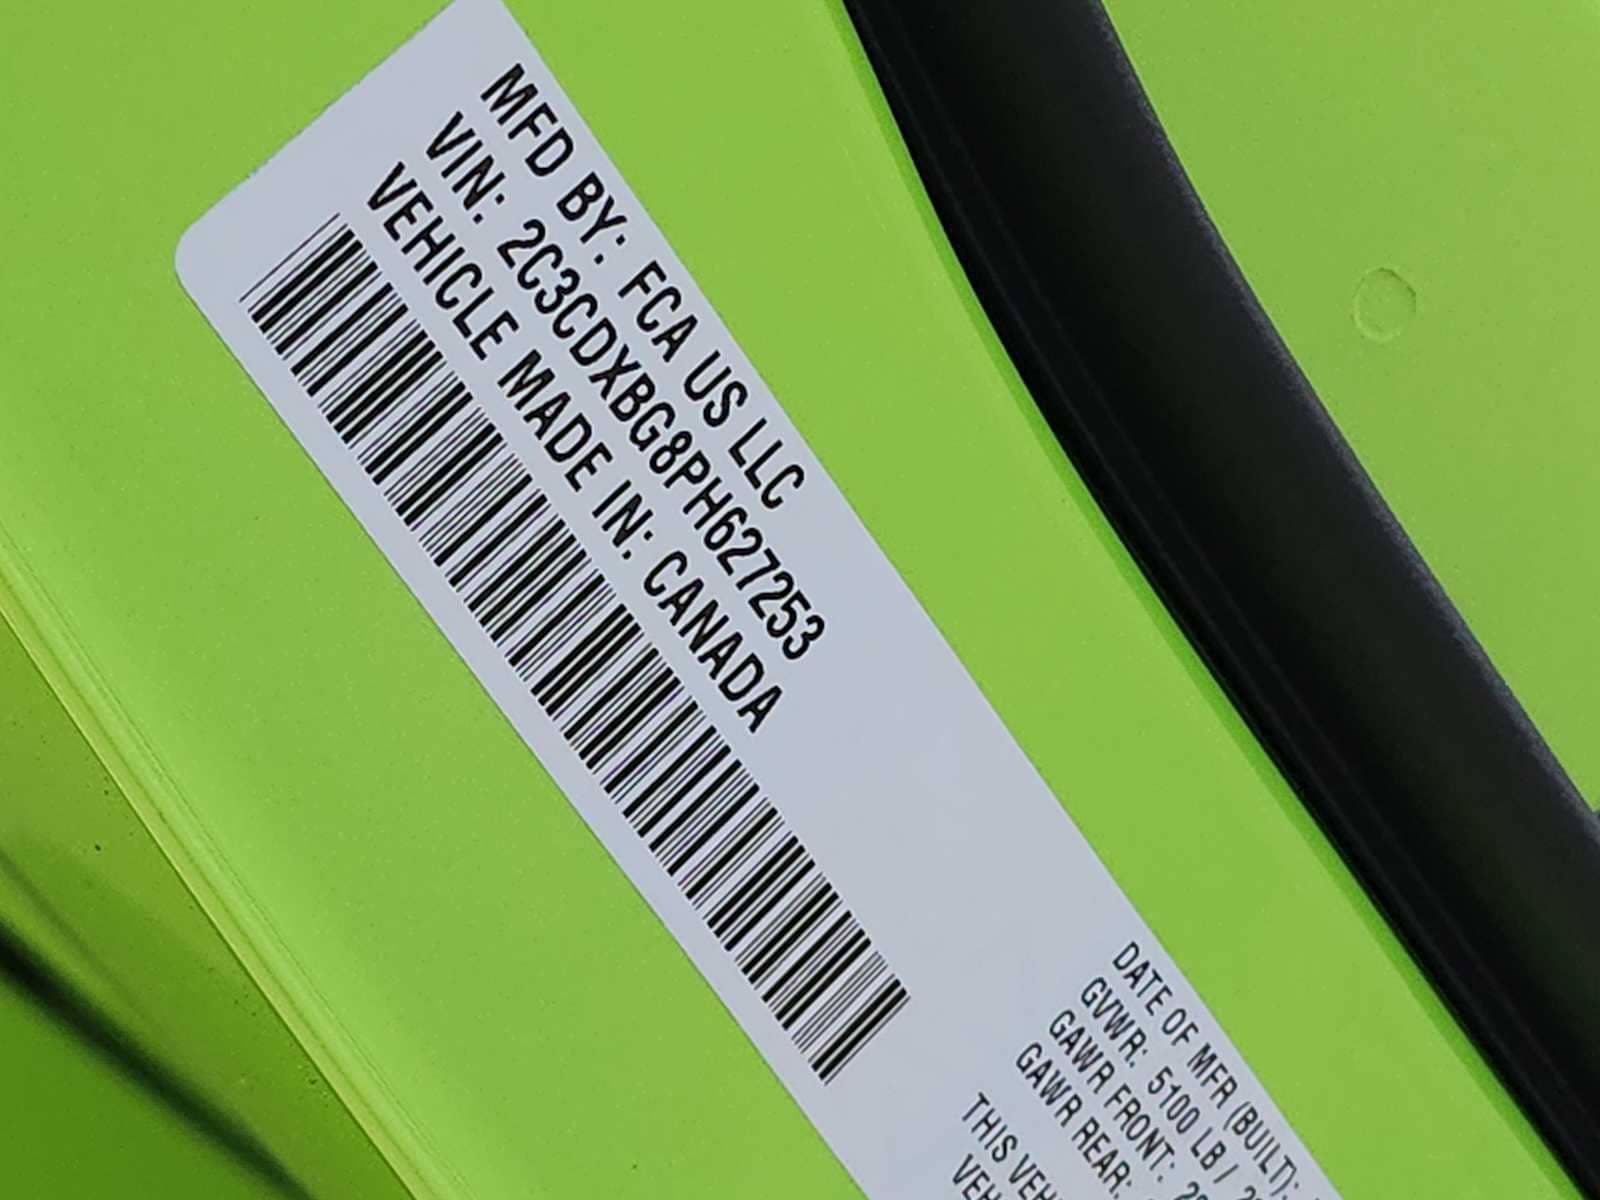 MFD BY: FCA US LLC
VIN: 2C3CDXBG8PH627253
VEHICLE MADE IN: CANADA
DATE OF MFR (BUILT):
GVWR: 5100 LB /
GAWR FRONT:
GAWR REAR:
THIS